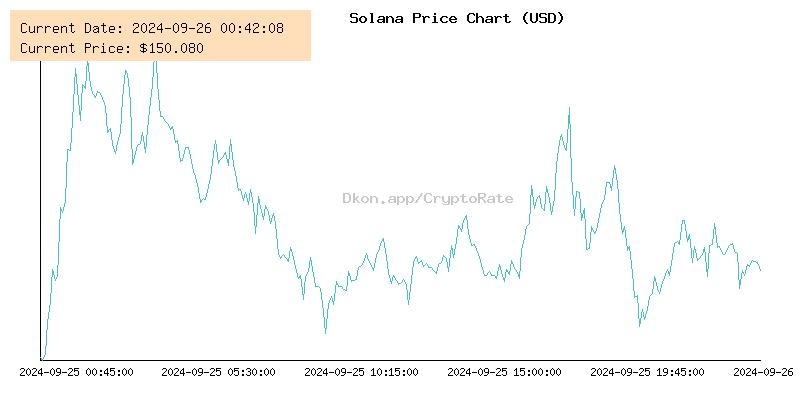 Solana Price Chart (USD)
Current Date: 2024-09-26 00:42:08
Current Price: $150.080
Dkon.app/CryptoRate
2024-09-25 00:45:00
2024-09-25 05:30:00
2024-09-25 10:15:00
2024-09-25 15:00:00
2024-09-25 19:45:00
2024-09-26